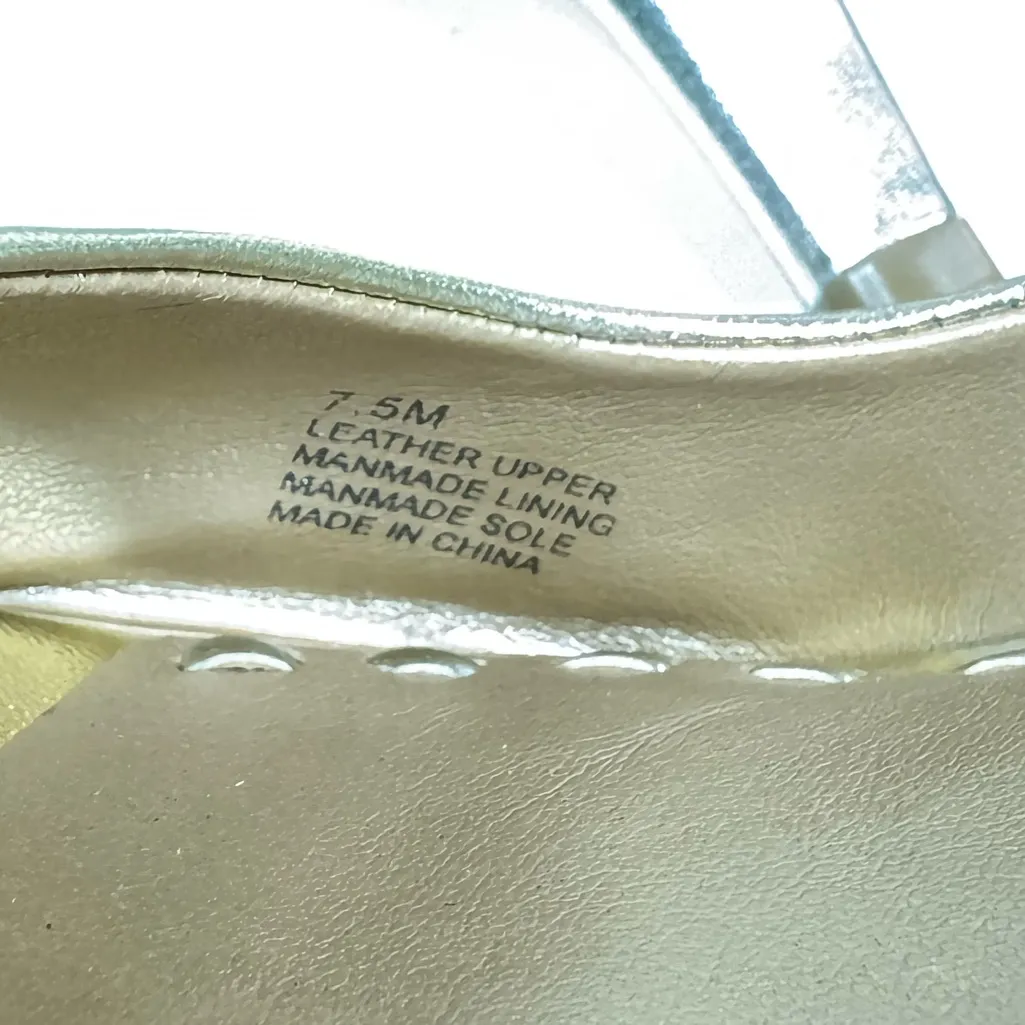 7.5M
LEATHER UPPER
MANMADE LINING
MANMADE SOLE
MADE IN CHINA